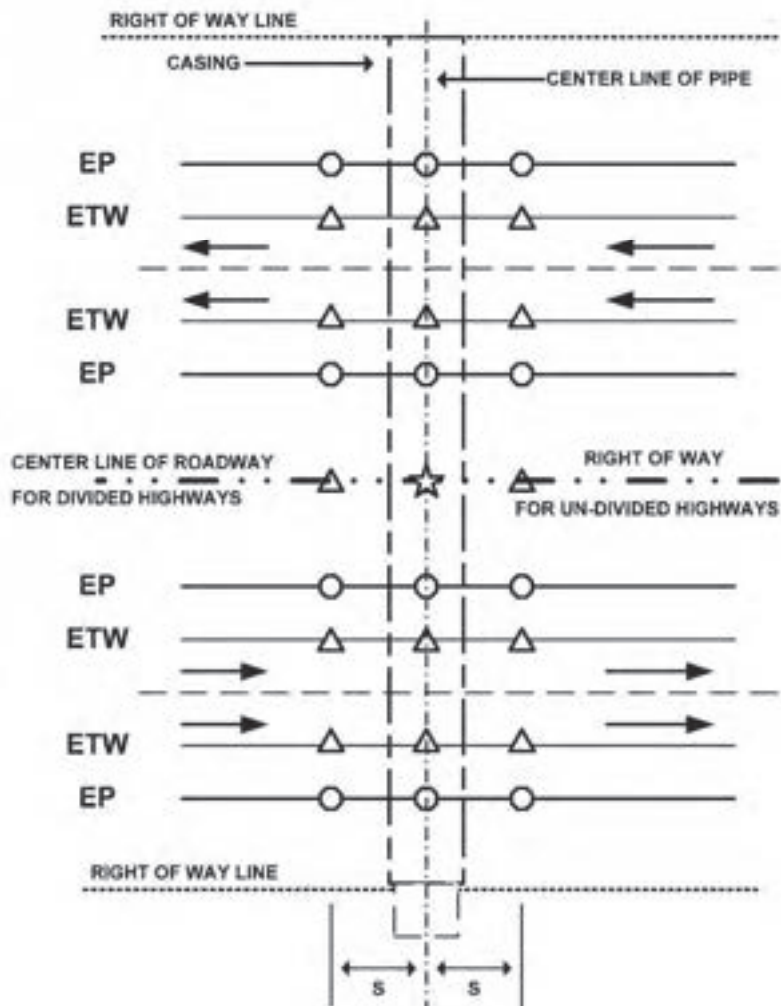 RIGHT OF WAY LINE
CASING
CENTER LINE OF PIPE
EP
ETW
ETW
EP
CENTER LINE OF ROADWAY
RIGHT OF WAY
FOR DIVIDED HIGHWAYS
FOR UN-DIVIDED HIGHWAYS
EP
ETW
ETW
EP
RIGHT OF WAY LINE
S
S